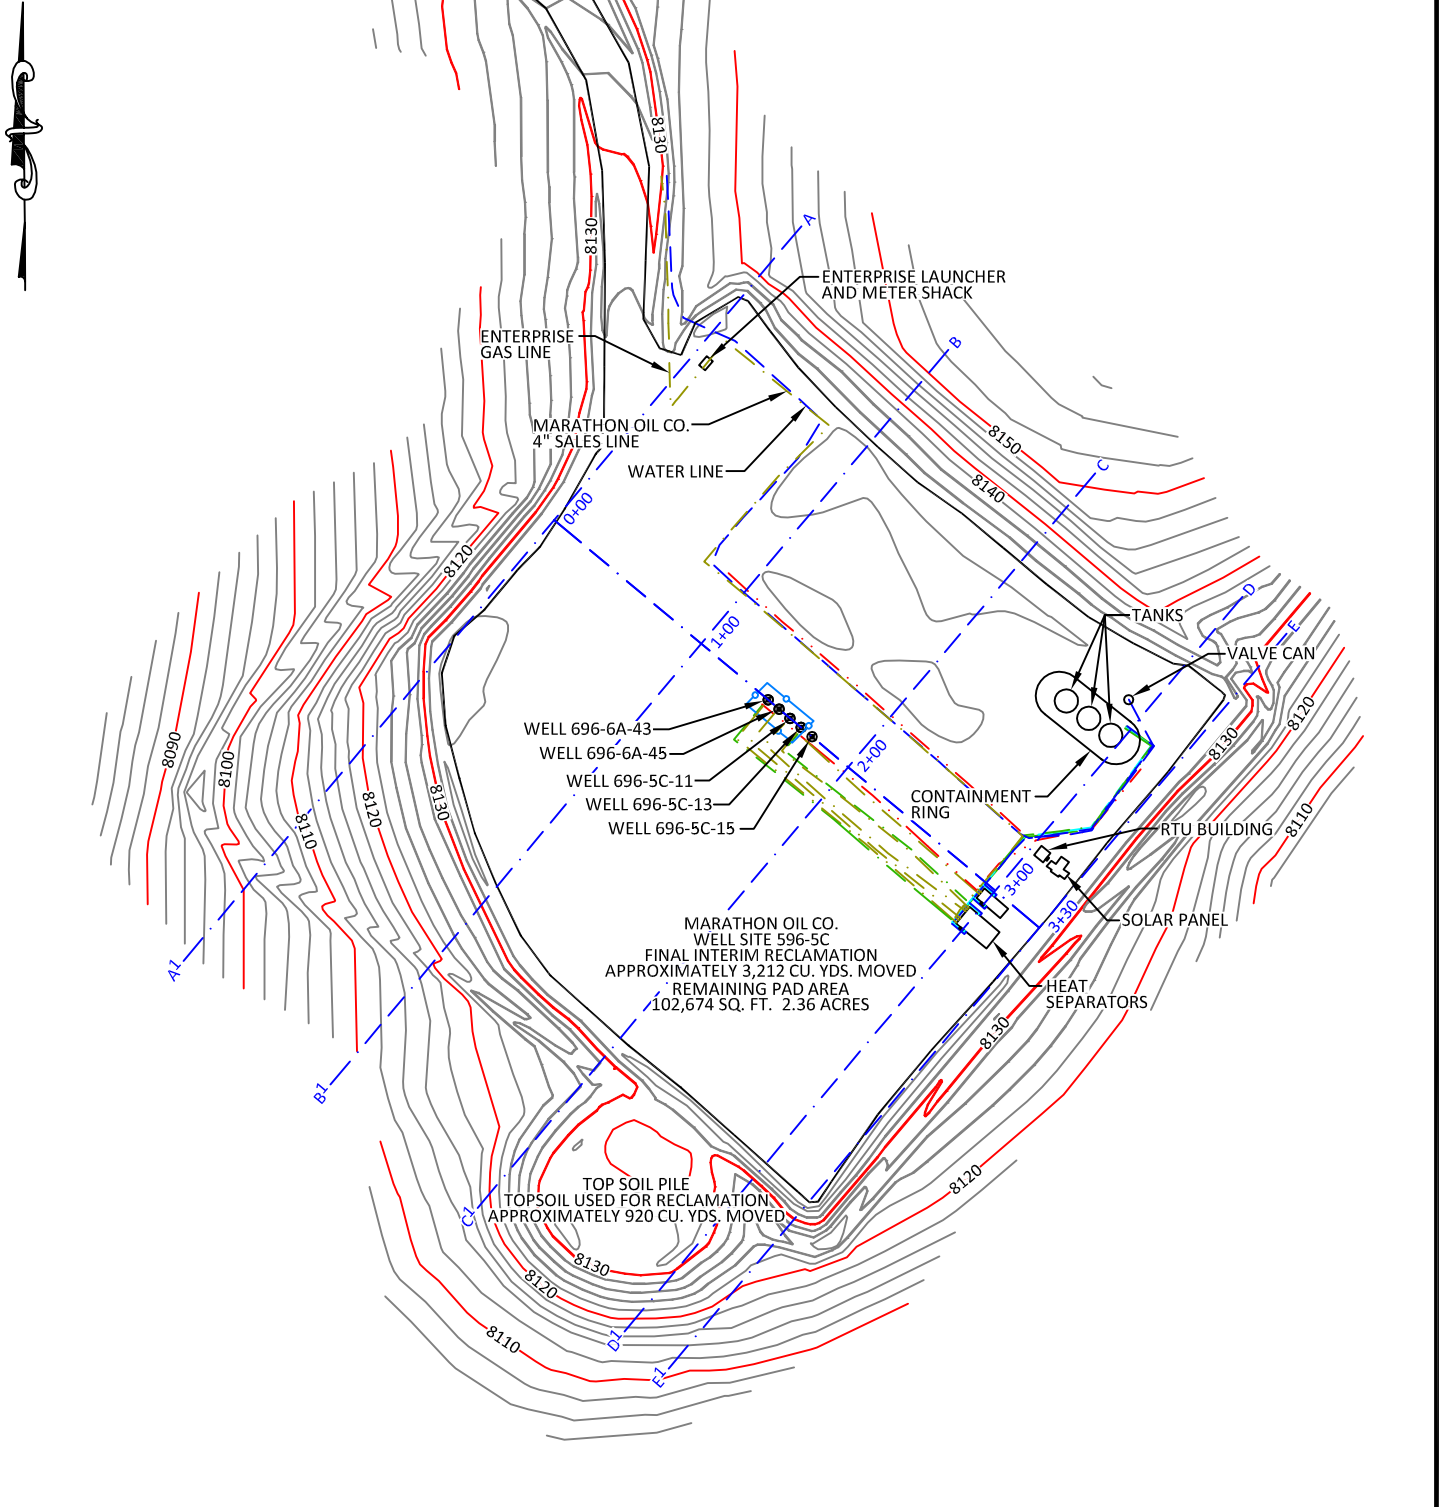 8130
8130
A
ENTERPRISE LAUNCHER
AND METER SHACK
ENTERPRISE
GAS LINE
B
MARATHON OIL CO.
4" SALES LINE
WATER LINE
8150
8140
C
0+00
8120
D
TANKS
E
VALVE CAN
1+00
WELL 696-6A-43
WELL 696-6A-45
WELL 696-5C-11
WELL 696-5C-13
WELL 696-5C-15
2+00
8120
8130
8110
8090
8100
8110
8120
8130
CONTAINMENT
RING
RTU BUILDING
3+00
3+30
SOLAR PANEL
MARATHON OIL CO.
WELL SITE 596-5C
FINAL INTERIM RECLAMATION
APPROXIMATELY 3,212 CU. YDS. MOVED
REMAINING PAD AREA
102,674 SQ. FT.  2.36 ACRES
HEAT
SEPARATORS
8130
A1
B1
8120
TOP SOIL PILE
TOPSOIL USED FOR RECLAMATION
APPROXIMATELY 920 CU. YDS. MOVED
C1
8130
8120
8110
D1
E1